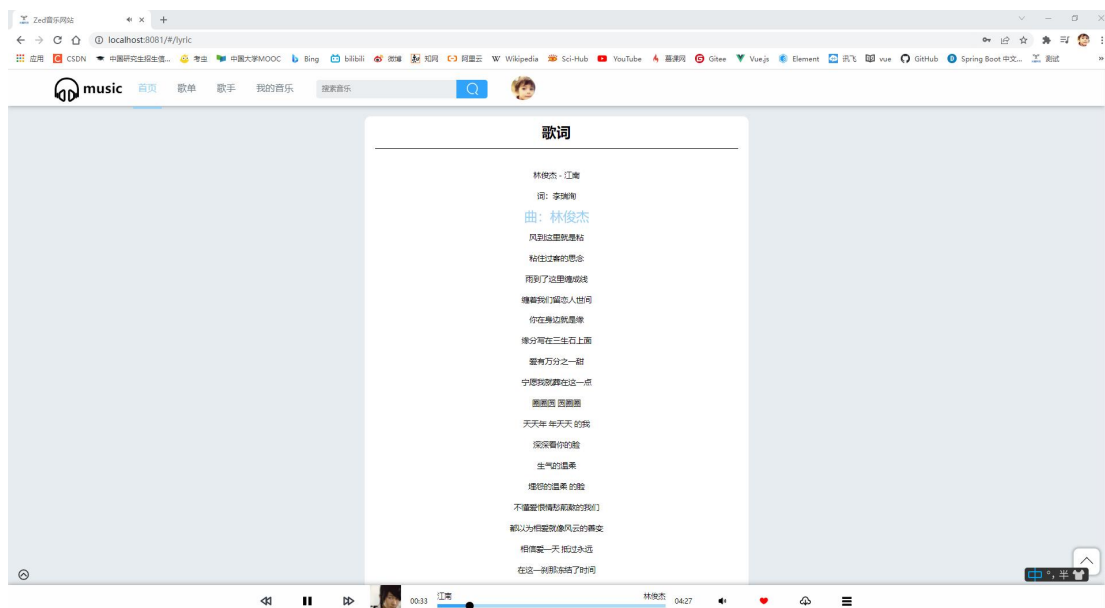 Zed音乐网站
localhost:8081/#/lyric
应用 CSDN 中国研究生招生信... 考虫 中国大学MOOC Bing bilibili 微博 知网 阿里云 Wikipedia Sci-Hub YouTube 慕课网 Gitee Vue.js Element 讯飞 vue GitHub Spring Boot 中文... 测试 »
music 首页 歌单 歌手 我的音乐 搜索音乐
歌词
林俊杰 - 江南
词：李瑞洵
曲：林俊杰
风到这里就是粘
粘住过客的思念
雨到了这里缠成线
缠着我们留恋人世间
你在身边就是缘
缘分写在三生石上面
爱有万分之一甜
宁愿我就葬在这一点
圈圈圆 圆圈圈
天天年 年天天 的我
深深看你的脸
生气的温柔
埋怨的温柔 的脸
不懂爱恨情愁煎熬的我们
都以为相爱就像风云的善变
相信爱一天 抵过永远
在这一刹那冻结了时间
中 °, 半
00:33 江南 林俊杰 04:27